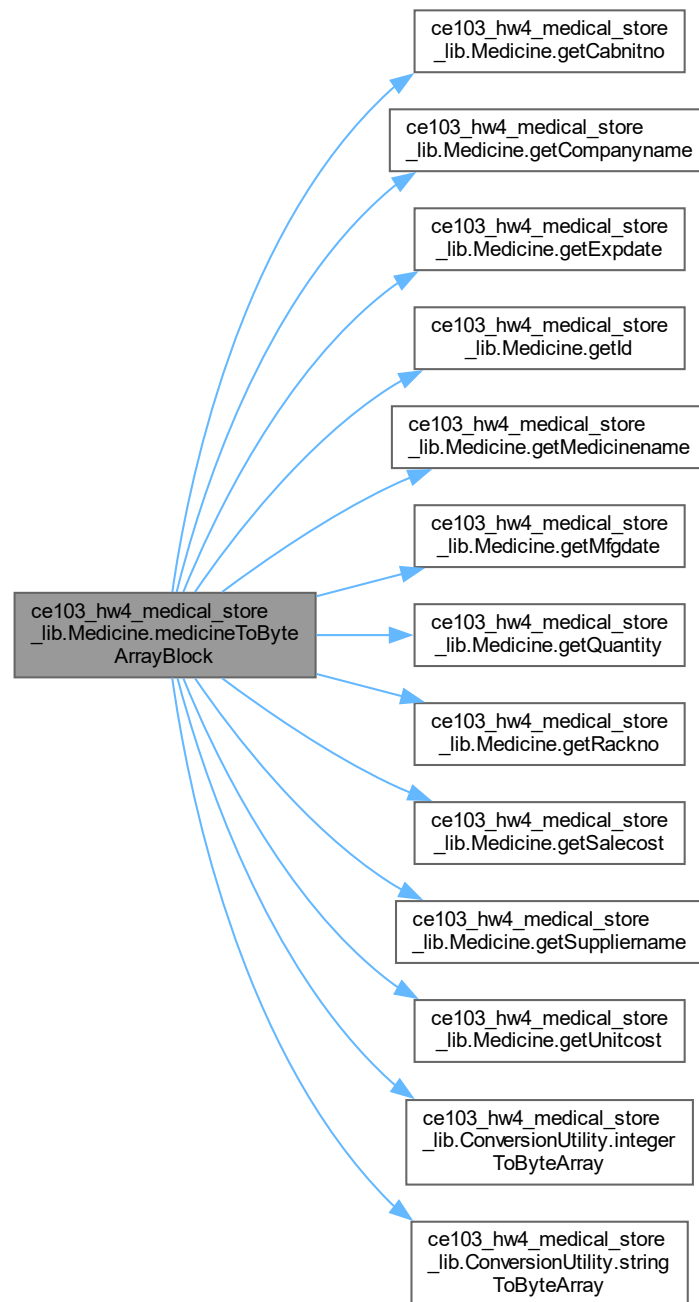 ce103_hw4_medical_store
_lib.Medicine.medicineToByte
ArrayBlock
ce103_hw4_medical_store
_lib.Medicine.getCabnitno
ce103_hw4_medical_store
_lib.Medicine.getCompanyname
ce103_hw4_medical_store
_lib.Medicine.getExpdate
ce103_hw4_medical_store
_lib.Medicine.getId
ce103_hw4_medical_store
_lib.Medicine.getMedicinename
ce103_hw4_medical_store
_lib.Medicine.getMfgdate
ce103_hw4_medical_store
_lib.Medicine.getQuantity
ce103_hw4_medical_store
_lib.Medicine.getRackno
ce103_hw4_medical_store
_lib.Medicine.getSalecost
ce103_hw4_medical_store
_lib.Medicine.getSuppliername
ce103_hw4_medical_store
_lib.Medicine.getUnitcost
ce103_hw4_medical_store
_lib.ConversionUtility.integer
ToByteArray
ce103_hw4_medical_store
_lib.ConversionUtility.string
ToByteArray